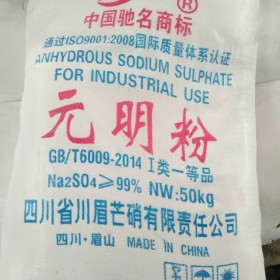 ®
中国驰名商标
通过ISO9001:2008国际质量体系认证
ANHYDROUS SODIUM SULPHATE
FOR INDUSTRIAL USE
元明粉
GB/T6009-2014 Ⅰ类一等品
Na2SO4≥99% NW:50kg
四川省川眉芒硝有限责任公司
四川·眉山 MADE IN CHINA